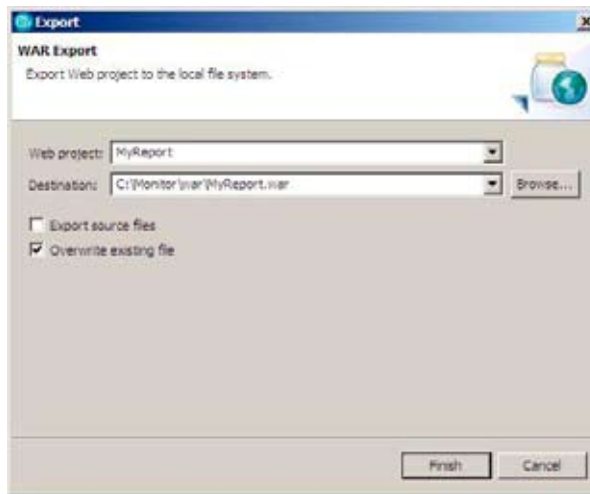 Export
WAR Export
Export Web project to the local file system.
Web project: MyReport
Destination: C:\Monitor\war\MyReport.war Browse...
Export source files
Overwrite existing file
Finish Cancel